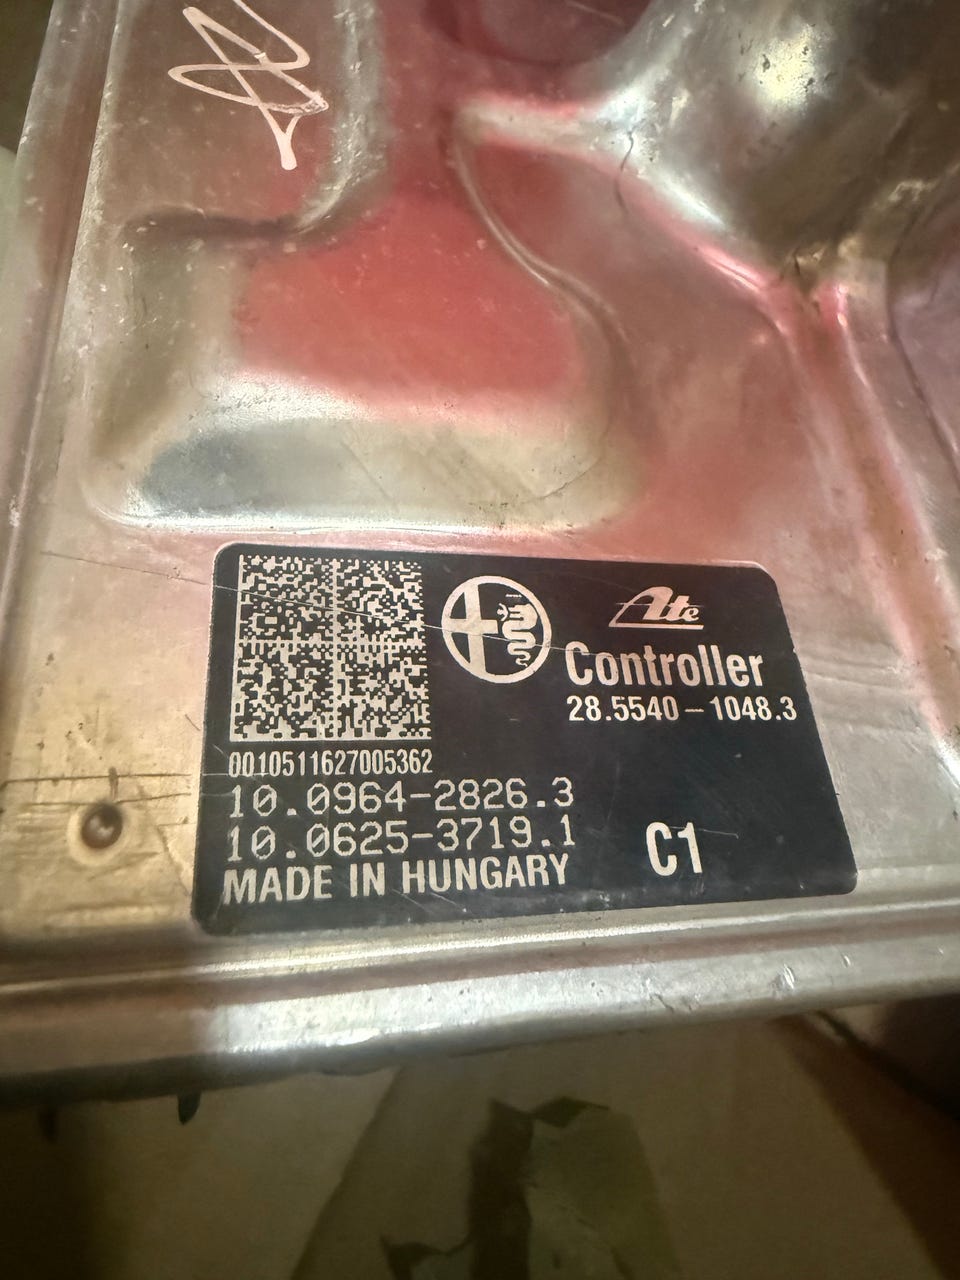 Ate
Controller
28.5540-1048.3
0010511627005362
10.0964-2826.3
10.0625-3719.1
C1
MADE IN HUNGARY